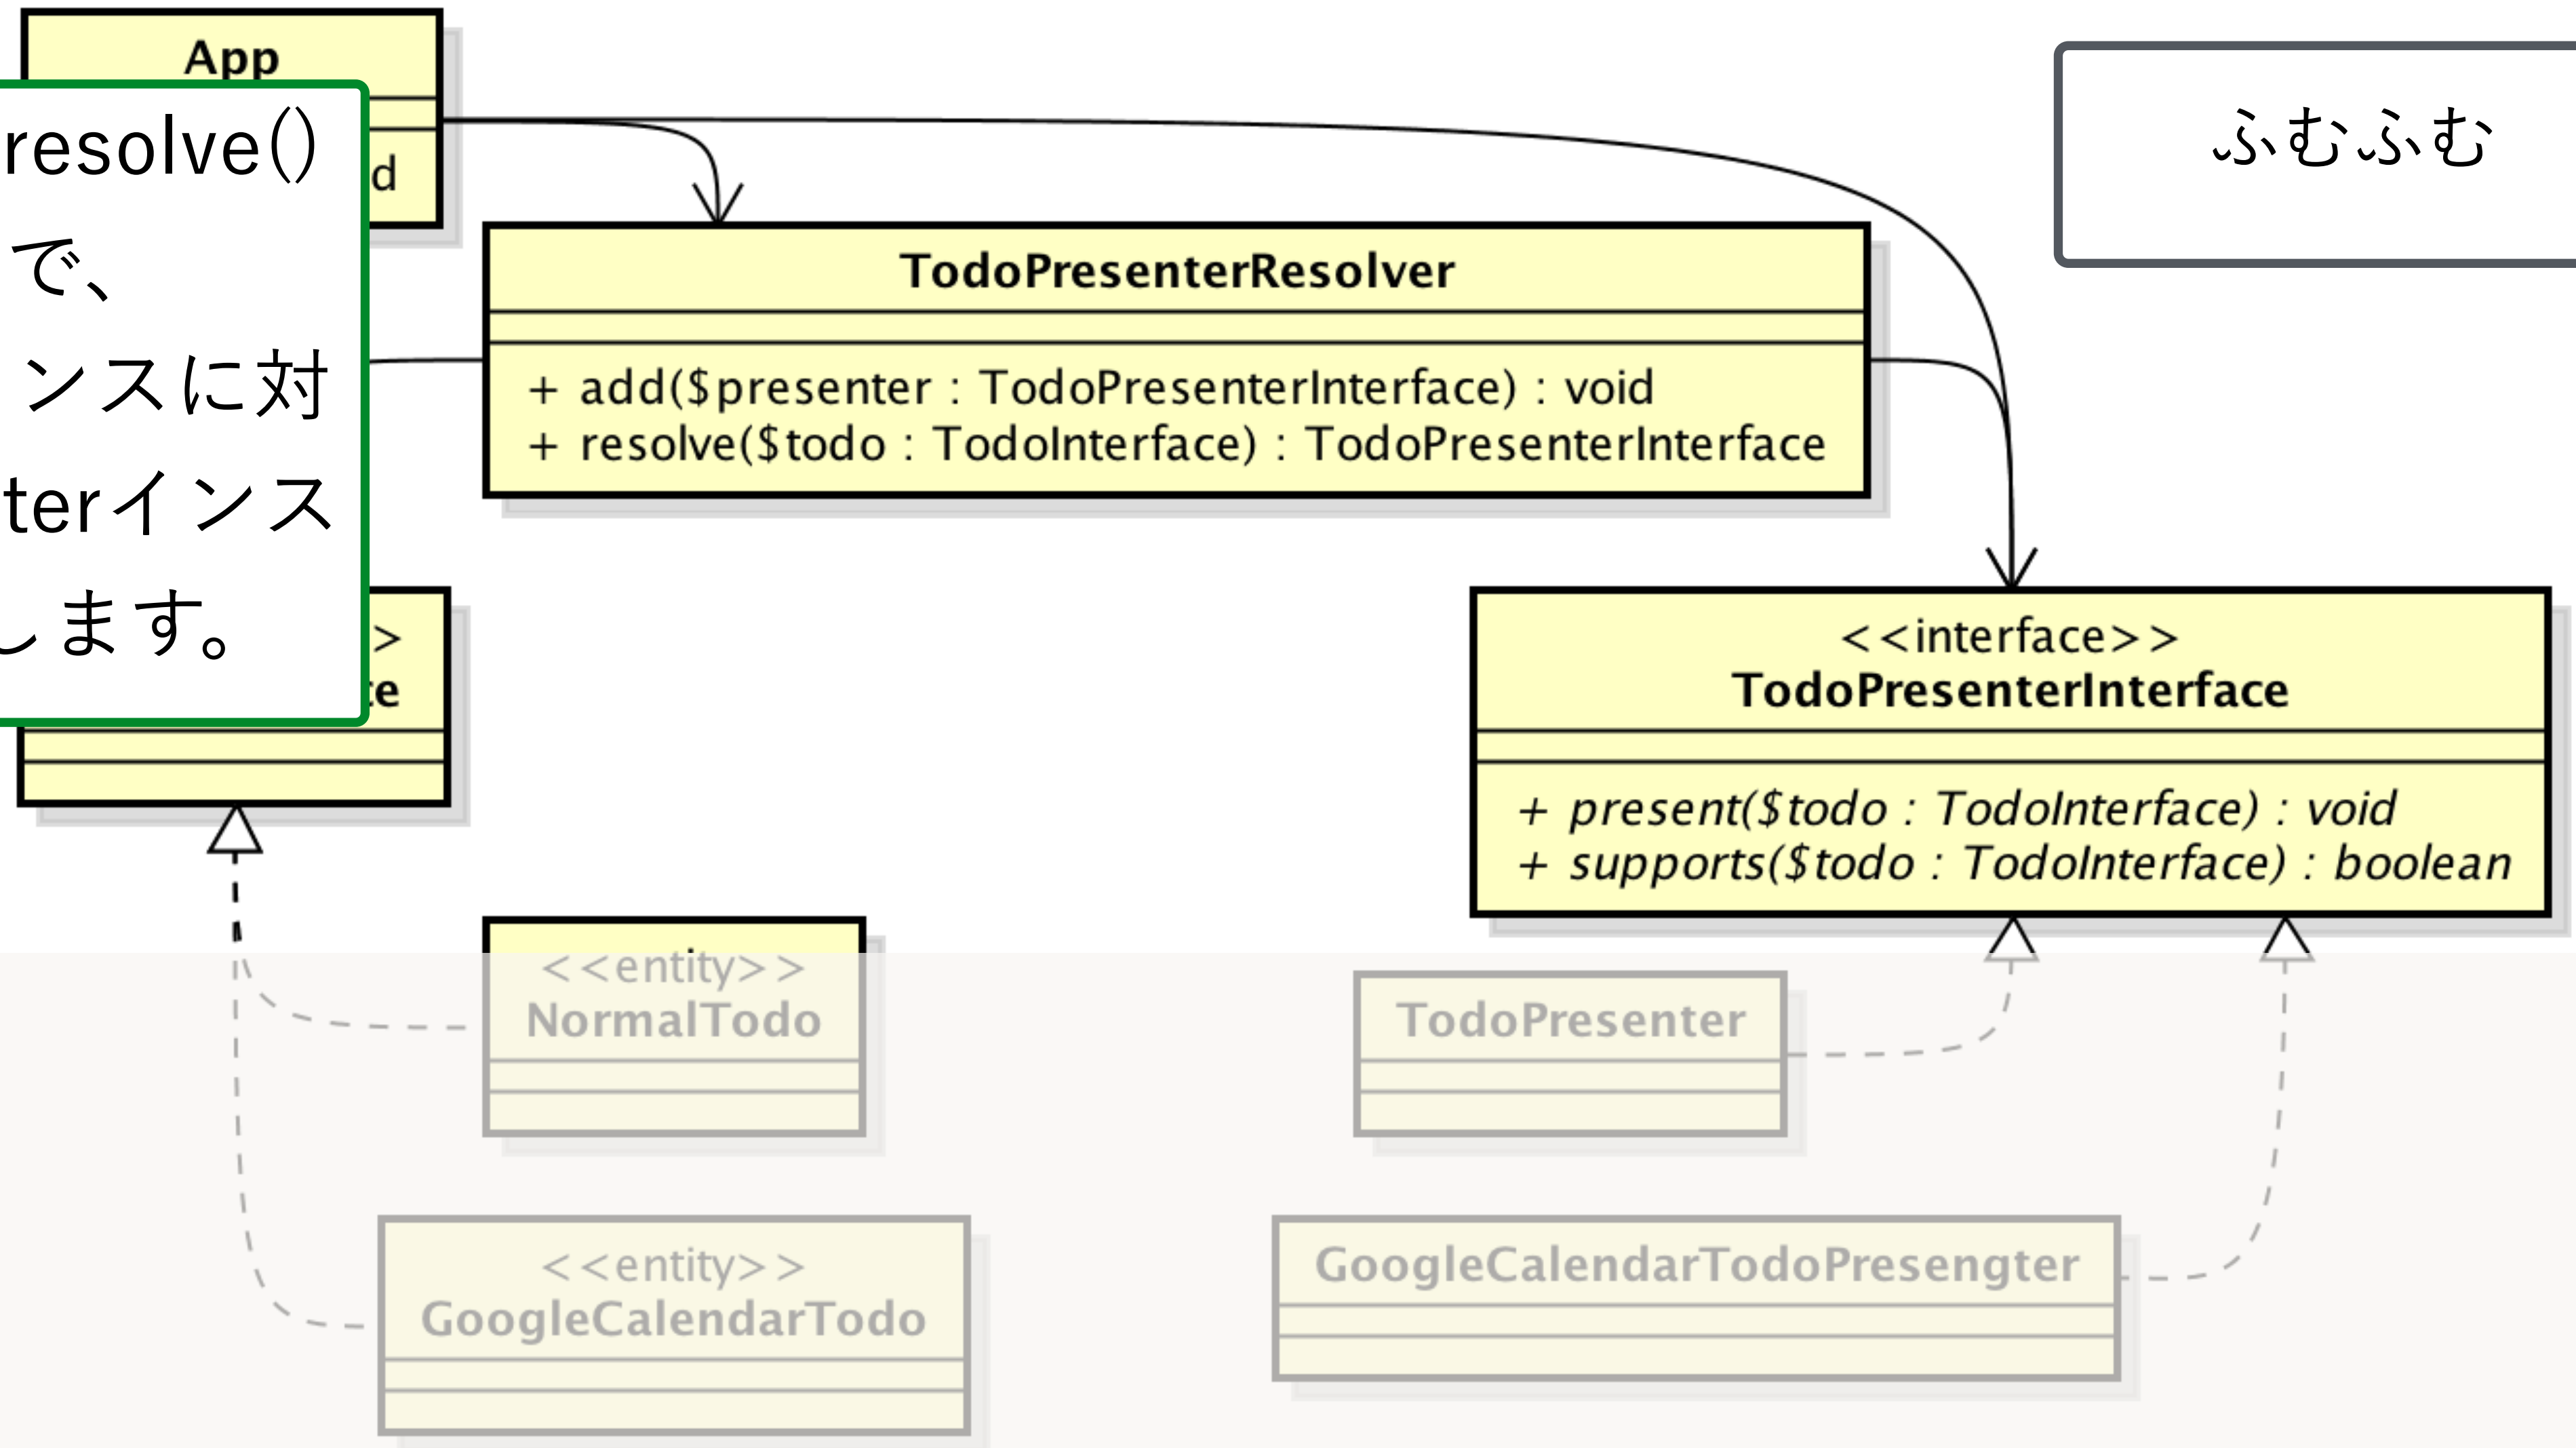 App
resolve()
で、
ンスに対
terインス
します。
d
ふむふむ
TodoPresenterResolver
+ add($presenter : TodoPresenterInterface) : void
+ resolve($todo : TodoInterface) : TodoPresenterInterface
>
<<interface>>
TodoPresenterInterface
+ present($todo : TodoInterface) : void
+ supports($todo : TodoInterface) : boolean
<<entity>>
NormalTodo
TodoPresenter
<<entity>>
GoogleCalendarTodo
GoogleCalendarTodoPresengter